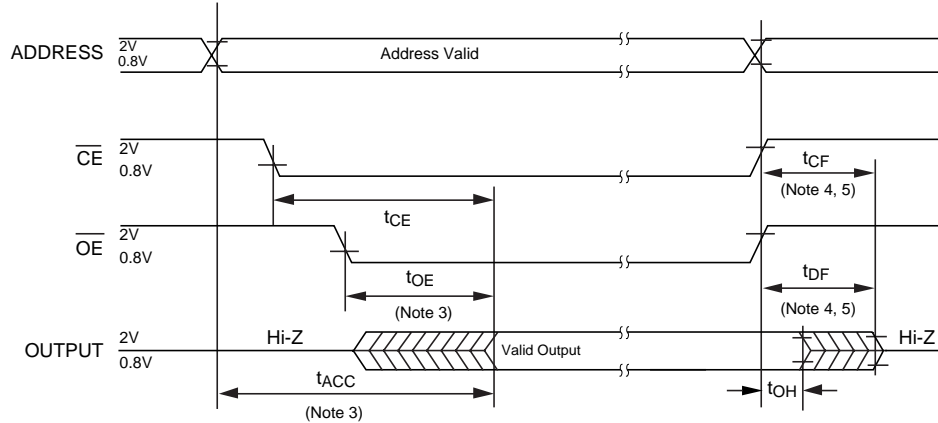 ADDRESS 2V Address Valid
0.8V
CE 2V tCF
0.8V (Note 4, 5)
tCE
OE 2V
0.8V tOE tDF
(Note 3) (Note 4, 5)
OUTPUT 2V Hi-Z Valid Output Hi-Z
0.8V
tACC tOH
(Note 3)